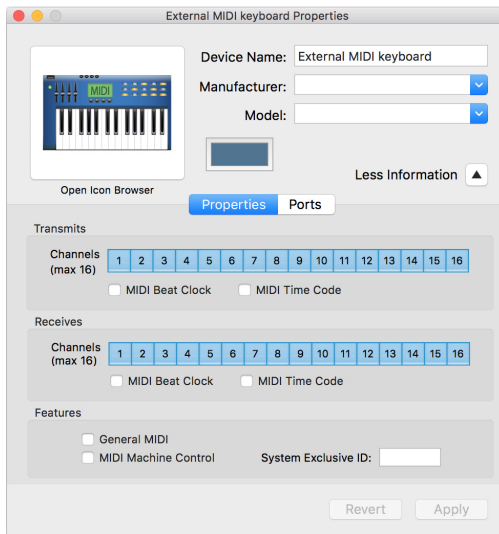 External MIDI keyboard Properties
Device Name: External MIDI keyboard
Manufacturer:
MIDI
Model:
Less Information
Open Icon Browser
Properties Ports
Transmits
Channels
(max 16)
1 2 3 4 5 6 7 8 9 10 11 12 13 14 15 16
MIDI Beat Clock MIDI Time Code
Receives
Channels
(max 16)
1 2 3 4 5 6 7 8 9 10 11 12 13 14 15 16
MIDI Beat Clock MIDI Time Code
Features
General MIDI
MIDI Machine Control System Exclusive ID:
Revert Apply